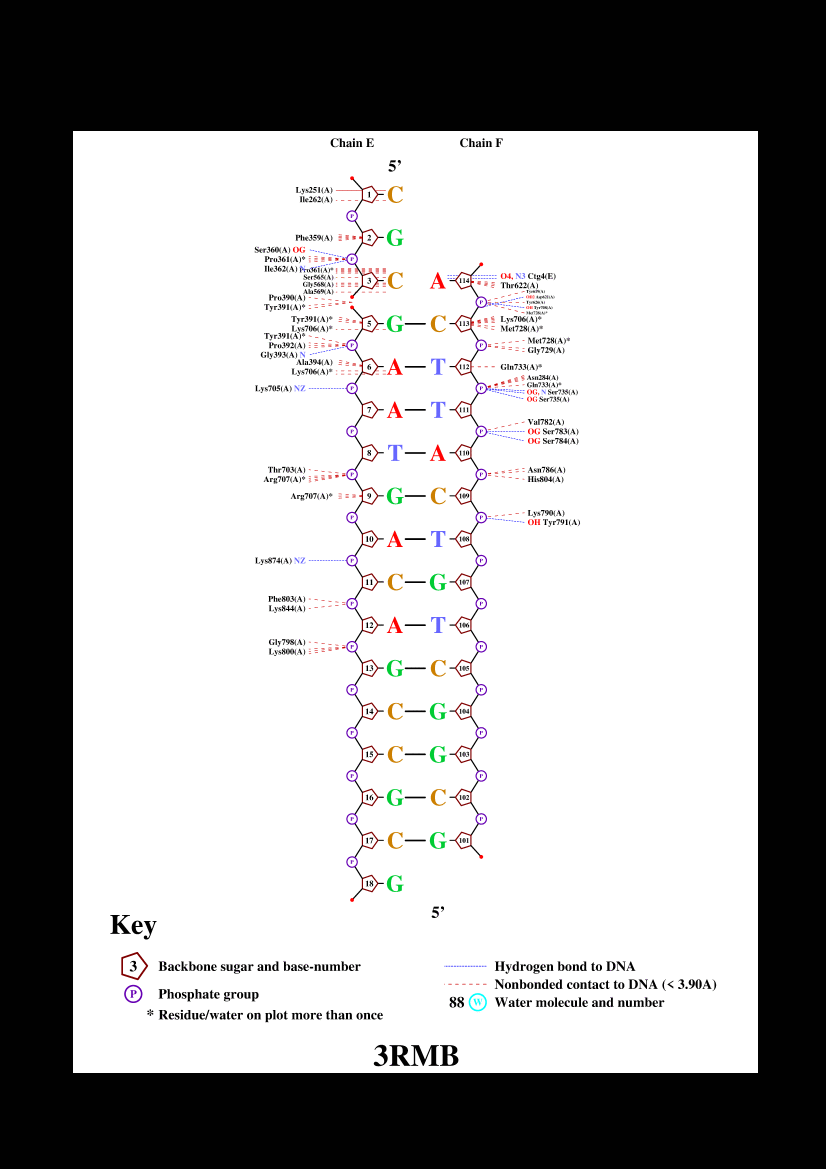 Chain E Chain F
5'
Lys251(A) 1 C
Ile262(A)
P
Phe359(A) 2 G
Ser360(A) OG
Pro361(A)* P
Ile362(A) N Pro361(A)*
Ser565(A) 3 C A 114 O4, N3 Ctg4(E)
Gly568(A) Thr622(A)
Ala569(A)
Pro390(A) P
Tyr391(A)*
Tyr391(A)* 5 G C 113 Lys706(A)*
Lys706(A)* Met728(A)*
Tyr391(A)*
Pro392(A) P P Met728(A)*
Gly393(A) N Gly729(A)
Ala394(A) 6 A T 112 Gln733(A)*
Lys706(A)*
Asn284(A)
Gln733(A)*
Lys705(A) NZ P P OG, N Ser735(A)
OG Ser735(A)
7 A T 111
Val782(A)
P P OG Ser783(A)
OG Ser784(A)
8 T A 110
Thr703(A) P P Asn786(A)
Arg707(A)* His804(A)
Arg707(A)* 9 G C 109
P P Lys790(A)
OH Tyr791(A)
10 A T 108
Lys874(A) NZ P P
11 C G 107
Phe803(A) P P
Lys844(A)
12 A T 106
Gly798(A) P P
Lys800(A)
13 G C 105
P P
14 C G 104
P P
15 C G 103
P P
16 G C 102
P P
17 C G 101
P
18 G
5'
Key
3 Backbone sugar and base-number
P Phosphate group
* Residue/water on plot more than once
Hydrogen bond to DNA
Nonbonded contact to DNA (< 3.90A)
88 W Water molecule and number
3RMB